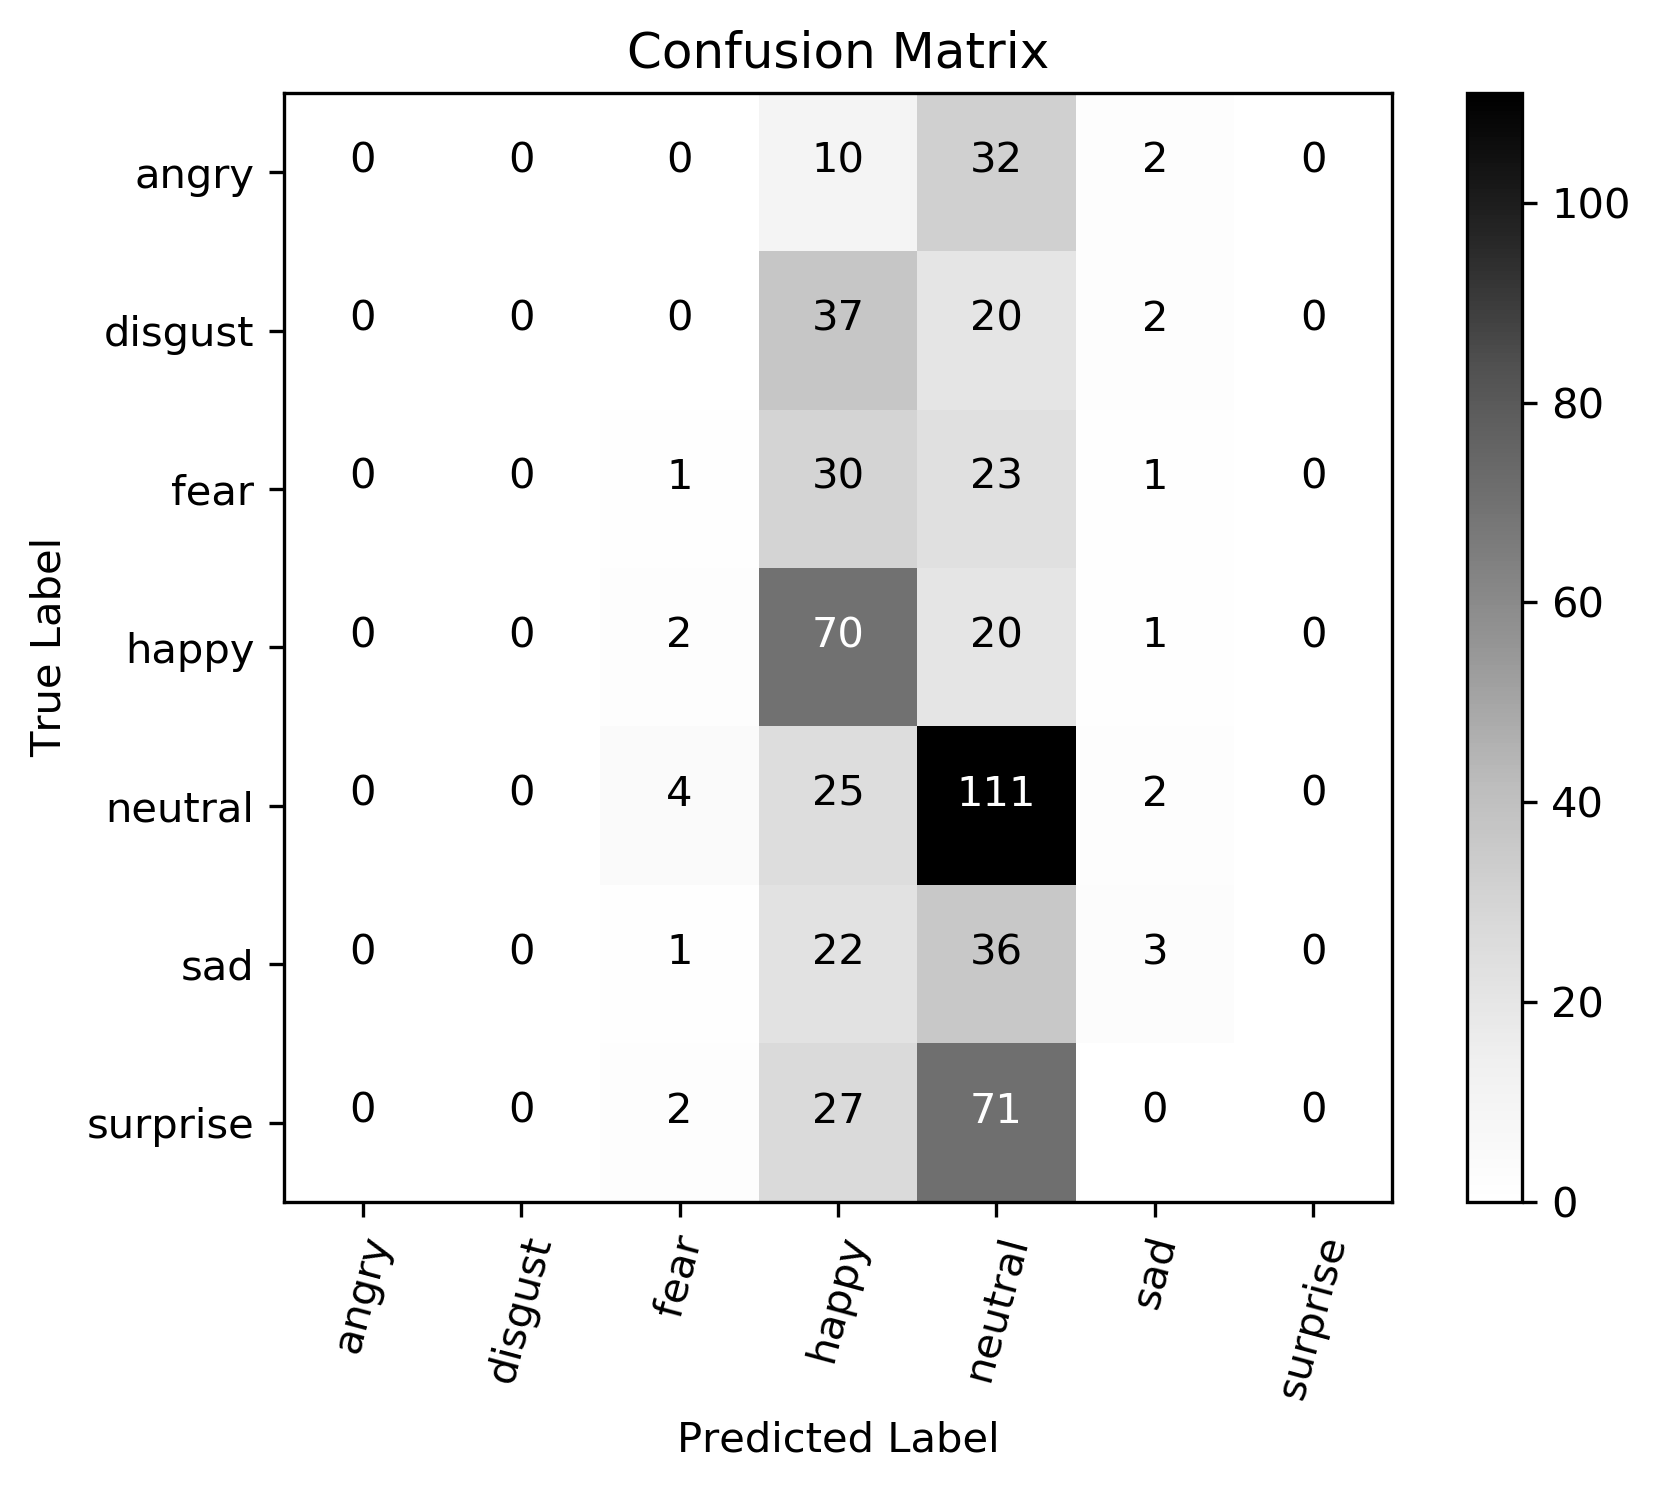 Confusion Matrix
angry 0 0 0 10 32 2 0
disgust 0 0 0 37 20 2 0
fear 0 0 1 30 23 1 0
happy 0 0 2 70 20 1 0
neutral 0 0 4 25 111 2 0
sad 0 0 1 22 36 3 0
surprise 0 0 2 27 71 0 0
True Label
angry disgust fear happy neutral sad surprise
Predicted Label
100
80
60
40
20
0